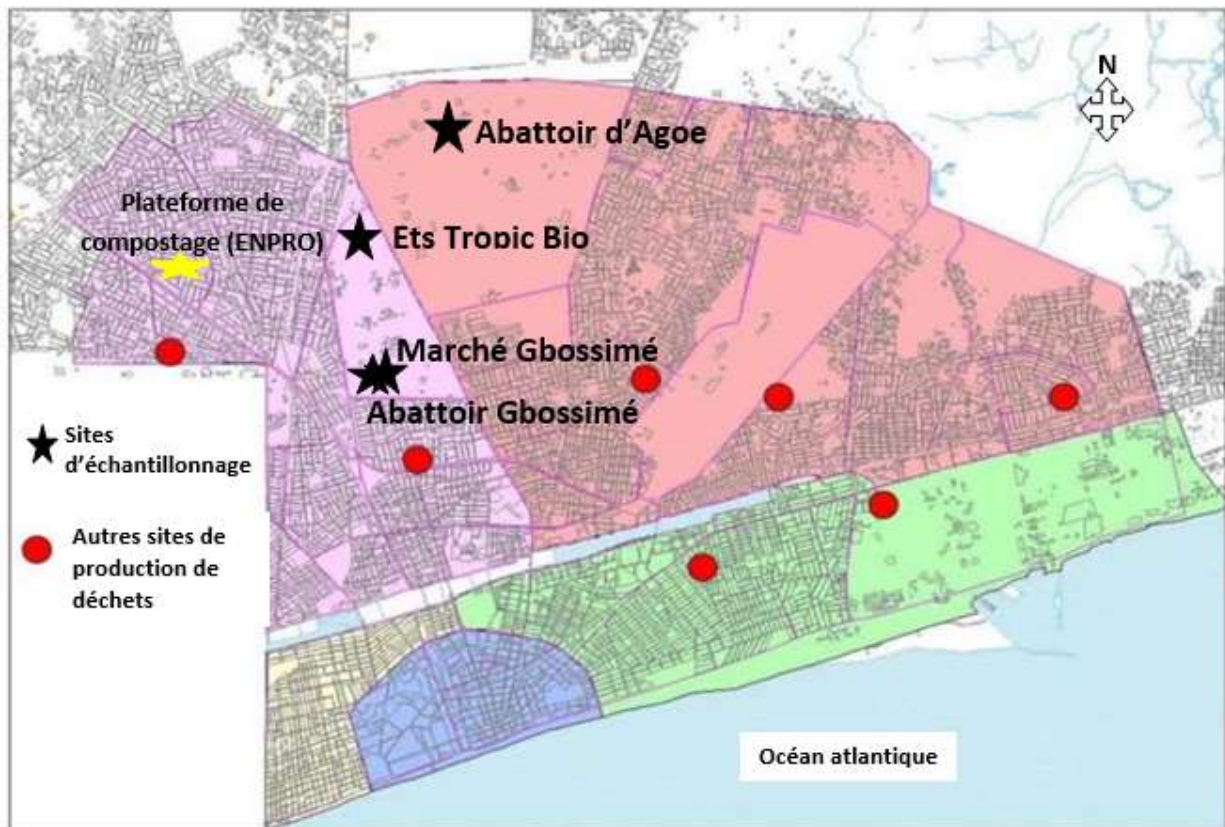 N
Abattoir d’Agoe
Plateforme de
compostage (ENPRO)
Ets Tropic Bio
Marché Gbossimé
Abattoir Gbossimé
Sites
d’échantillonnage
Autres sites de
production de
déchets
Océan atlantique